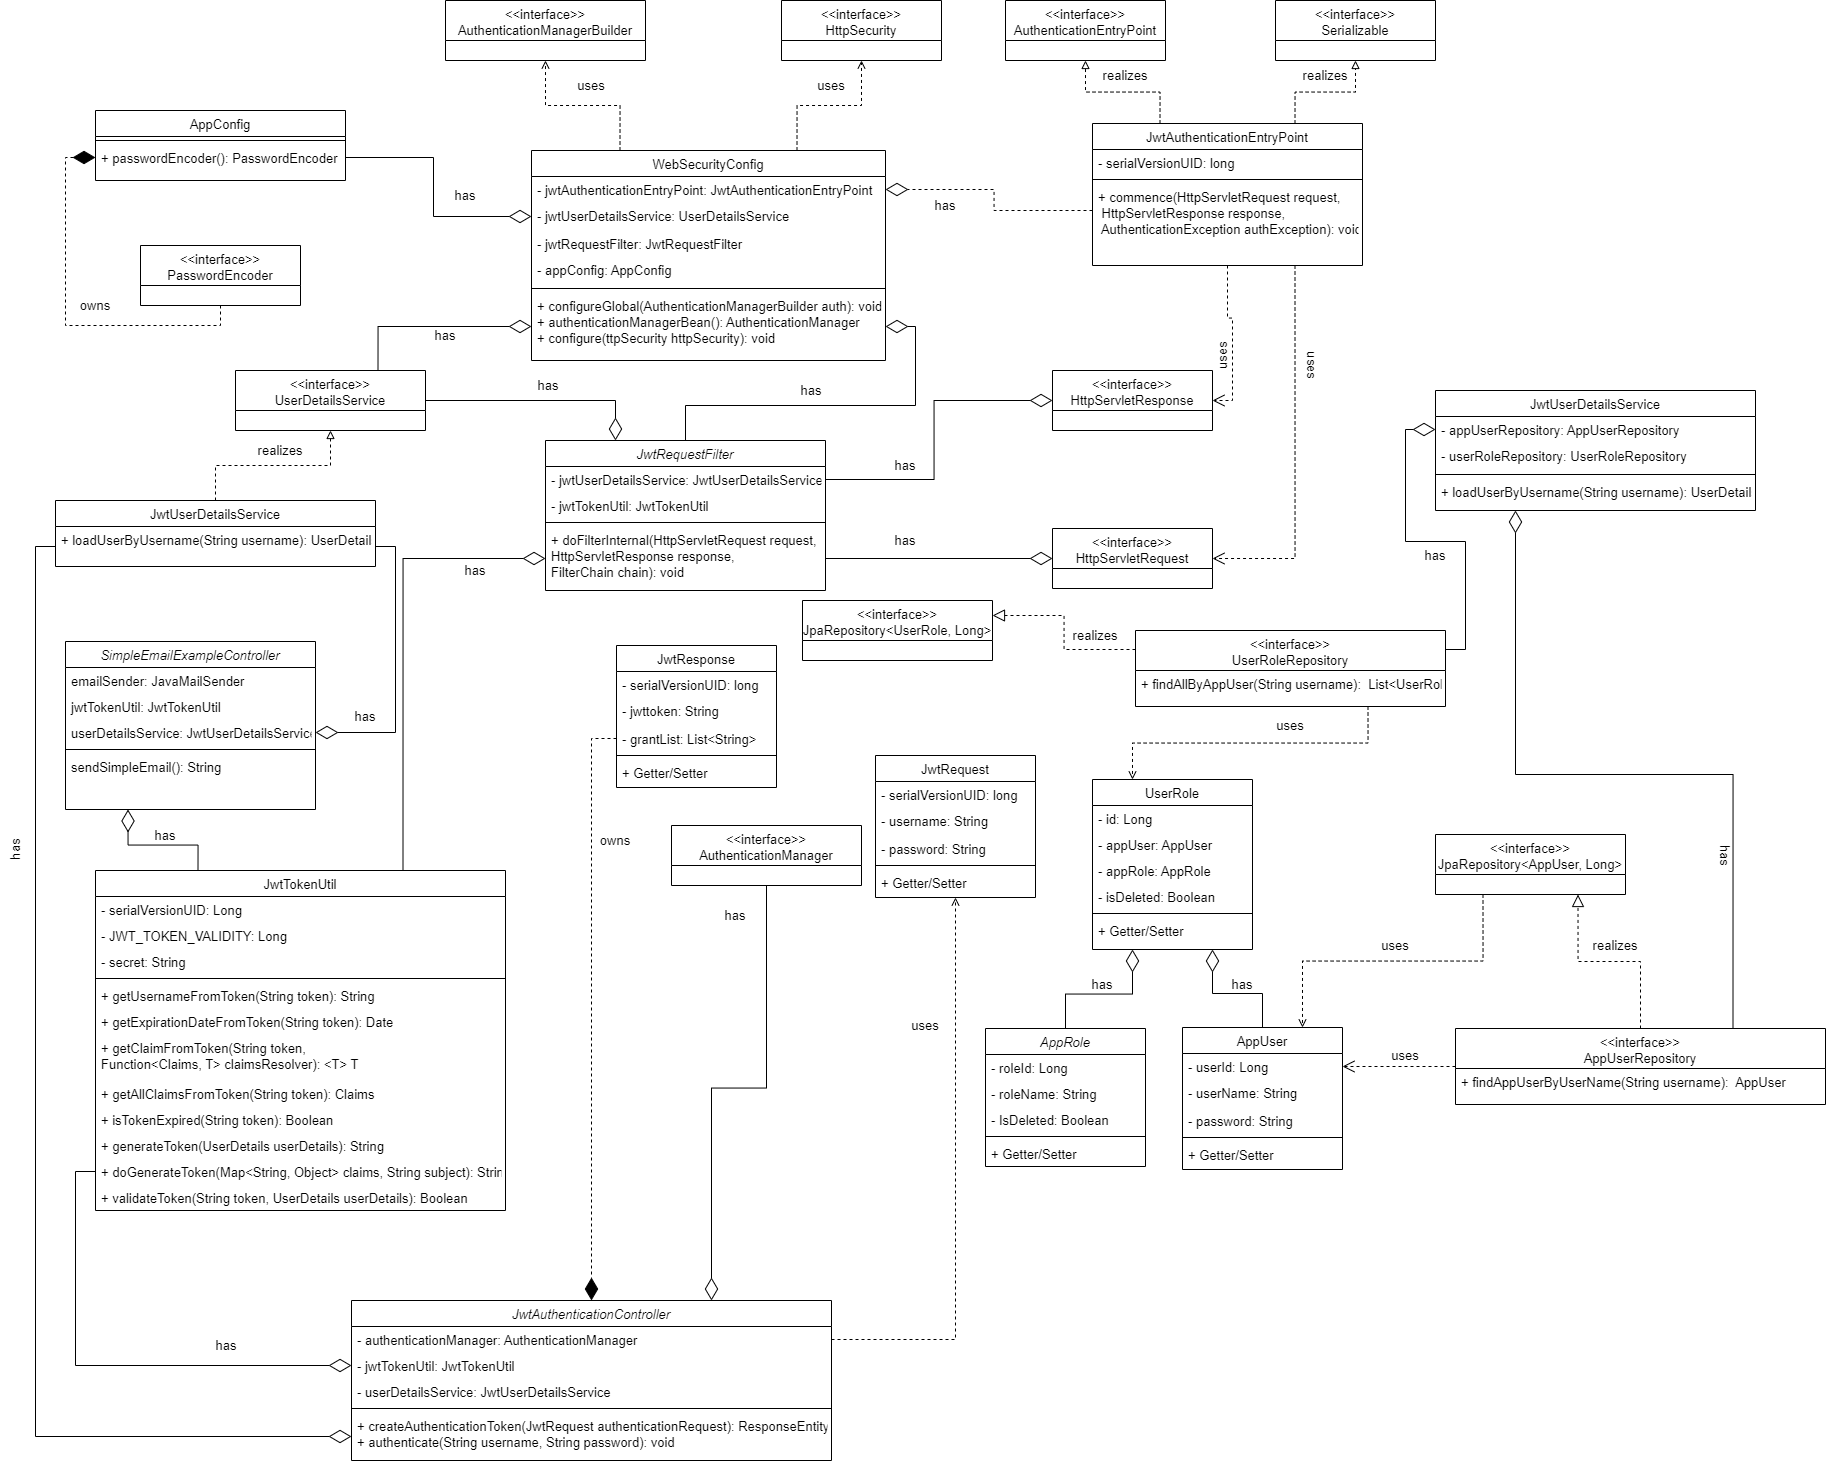 <<interface>>
AuthenticationManagerBuilder
<<interface>>
HttpSecurity
<<interface>>
AuthenticationEntryPoint
<<interface>>
Serializable
uses
uses
realizes
realizes
AppConfig
+ passwordEncoder(): PasswordEncoder
has
owns
<<interface>>
PasswordEncoder
WebSecurityConfig
- jwtAuthenticationEntryPoint: JwtAuthenticationEntryPoint
- jwtUserDetailsService: UserDetailsService
- jwtRequestFilter: JwtRequestFilter
- appConfig: AppConfig
+ configureGlobal(AuthenticationManagerBuilder auth): void
+ authenticationManagerBean(): AuthenticationManager
+ configure(ttpSecurity httpSecurity): void
has
JwtAuthenticationEntryPoint
- serialVersionUID: long
+ commence(HttpServletRequest request,
HttpServletResponse response,
AuthenticationException authException): voic
has
has
has
uses
uses
<<interface>>
UserDetailsService
realizes
<<interface>>
HttpServletResponse
has
JwtUserDetailsService
- appUserRepository: AppUserRepository
- userRoleRepository: UserRoleRepository
+ loadUserByUsername(String username): UserDetail
has
has
JwtRequestFilter
- jwtUserDetailsService: JwtUserDetailsService
- jwtTokenUtil: JwtTokenUtil
+ doFilterInternal(HttpServletRequest request,
HttpServletResponse response,
FilterChain chain): void
has
has
<<interface>>
HttpServletRequest
JwtUserDetailsService
+ loadUserByUsername(String username): UserDetail
has
has
<<interface>>
JpaRepository<UserRole, Long>
realizes
<<interface>>
UserRoleRepository
+ findAllByAppUser(String username):  List<UserRol
uses
SimpleEmailExampleController
emailSender: JavaMailSender
jwtTokenUtil: JwtTokenUtil
userDetailsService: JwtUserDetailsServic
sendSimpleEmail(): String
has
JwtResponse
- serialVersionUID: long
- jwttoken: String
- grantList: List<String>
+ Getter/Setter
owns
JwtRequest
- serialVersionUID: long
- username: String
- password: String
+ Getter/Setter
<<interface>>
AuthenticationManager
has
uses
UserRole
- id: Long
- appUser: AppUser
- appRole: AppRole
- isDeleted: Boolean
+ Getter/Setter
has
has
<<interface>>
JpaRepository<AppUser, Long>
uses
realizes
JwtTokenUtil
- serialVersionUID: Long
- JWT_TOKEN_VALIDITY: Long
- secret: String
+ getUsernameFromToken(String token): String
+ getExpirationDateFromToken(String token): Date
+ getClaimFromToken(String token,
Function<Claims, T> claimsResolver): <T> T
+ getAllClaimsFromToken(String token): Claims
+ isTokenExpired(String token): Boolean
+ generateToken(UserDetails userDetails): String
+ doGenerateToken(Map<String, Object> claims, String subject): Strin
+ validateToken(String token, UserDetails userDetails): Boolean
AppRole
- roleId: Long
- roleName: String
- IsDeleted: Boolean
+ Getter/Setter
AppUser
- userId: Long
- userName: String
- password: String
+ Getter/Setter
uses
<<interface>>
AppUserRepository
+ findAppUserByUserName(String username):  AppUser
has
JwtAuthenticationController
- authenticationManager: AuthenticationManager
- jwtTokenUtil: JwtTokenUtil
- userDetailsService: JwtUserDetailsService
+ createAuthenticationToken(JwtRequest authenticationRequest): ResponseEntity
+ authenticate(String username, String password): void